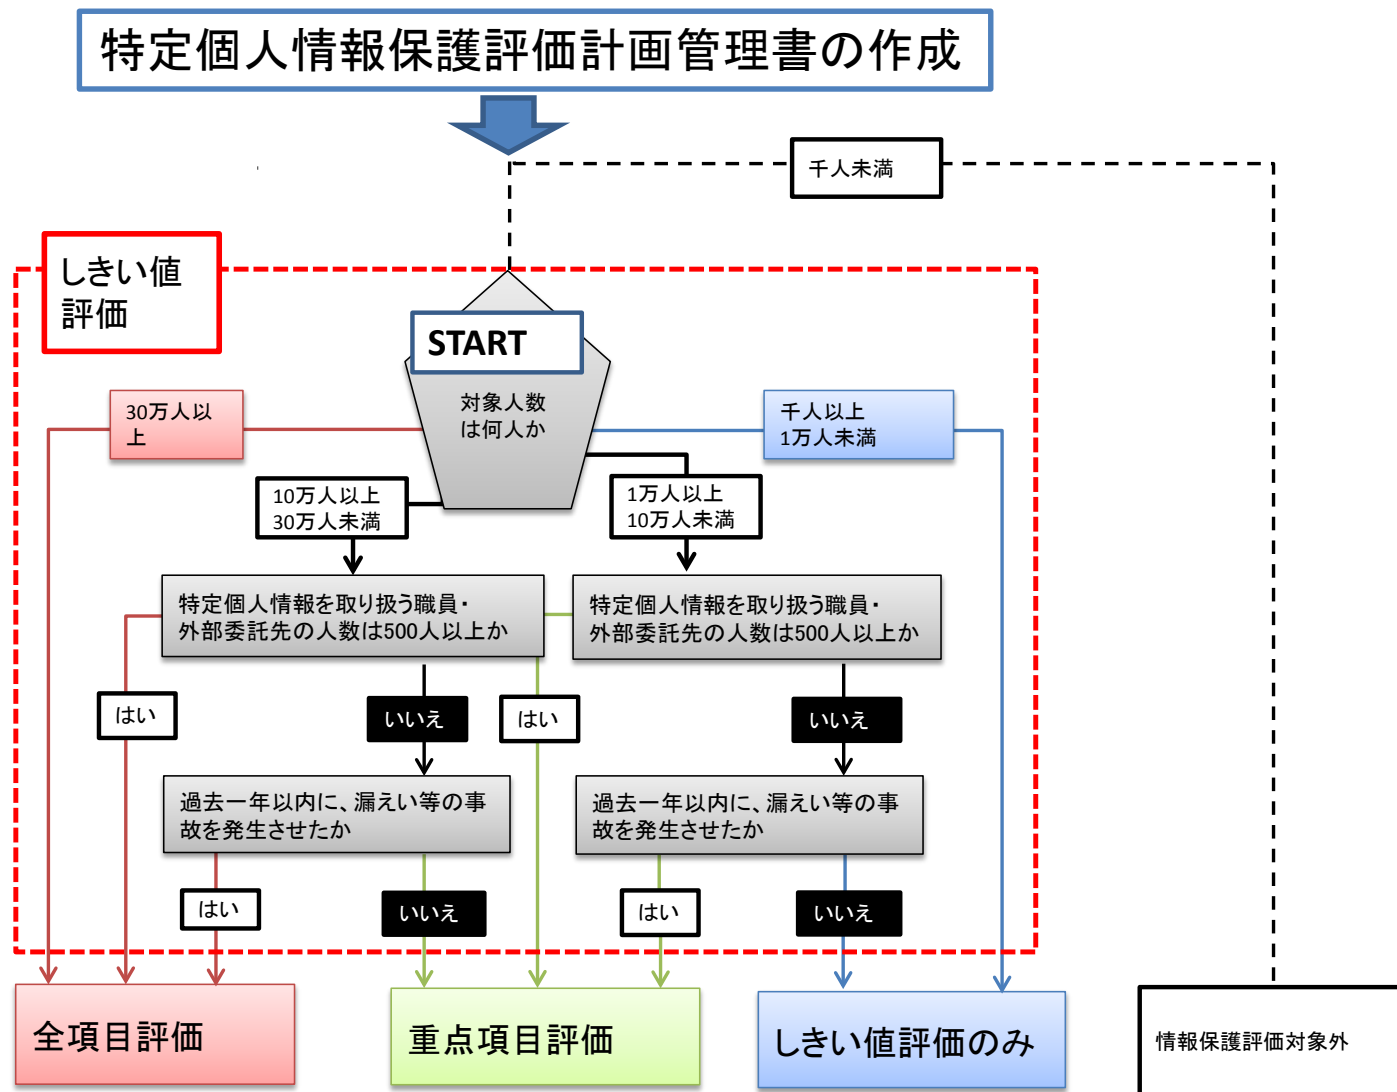 特定個人情報保護評価計画管理書の作成
千人未満
しきい値
評価
START
対象人数
は何人か
30万人以
上
千人以上
1万人未満
10万人以上
30万人未満
1万人以上
10万人未満
特定個人情報を取り扱う職員・
外部委託先の人数は500人以上か
特定個人情報を取り扱う職員・
外部委託先の人数は500人以上か
はい
いいえ
はい
いいえ
過去一年以内に、漏えい等の事
故を発生させたか
過去一年以内に、漏えい等の事
故を発生させたか
はい
いいえ
はい
いいえ
全項目評価
重点項目評価
しきい値評価のみ
情報保護評価対象外